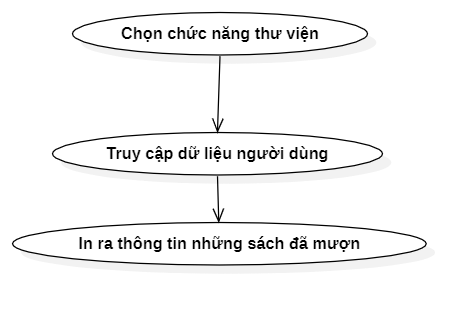 Chọn chức năng thư viện
Truy cập dữ liệu người dùng
In ra thông tin những sách đã mượn